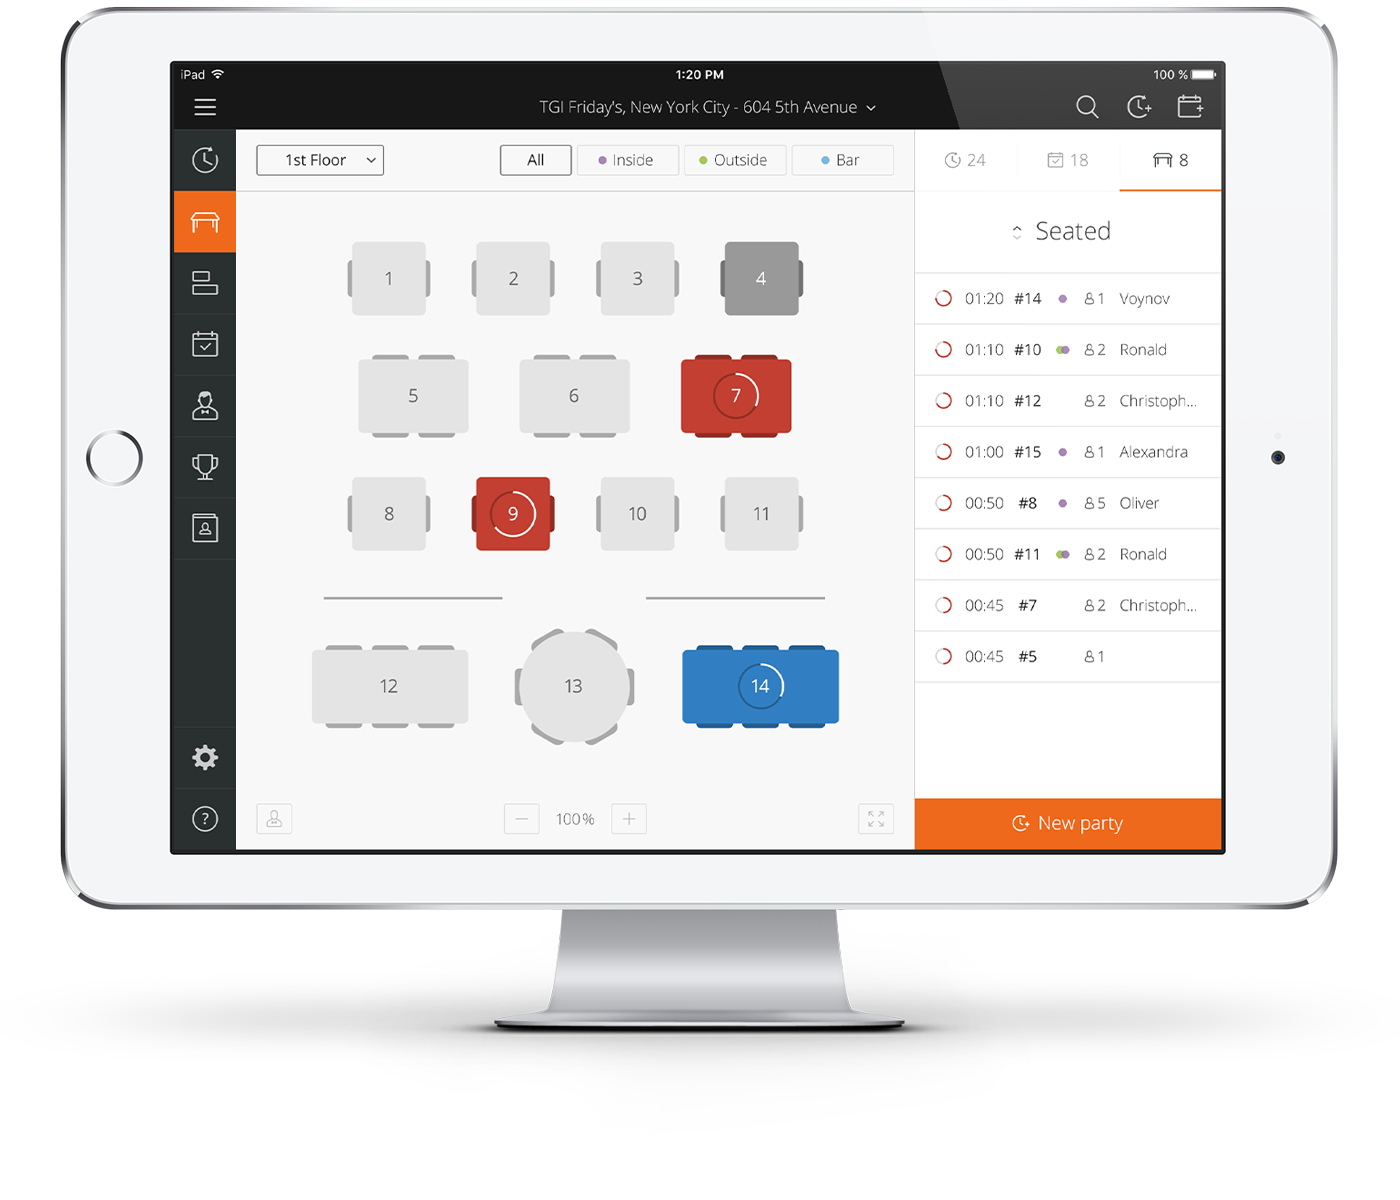 iPad
1:20 PM
100 %
TGI Friday's, New York City - 604 5th Avenue
1st Floor
All
Inside
Outside
Bar
24
18
8
Seated
1
2
3
4
5
6
7
8
9
10
11
12
13
14
01:20 #14 1 Voynov
01:10 #10 2 Ronald
01:10 #12 2 Christoph...
01:00 #15 1 Alexandra
00:50 #8 5 Oliver
00:50 #11 2 Ronald
00:45 #7 2 Christoph...
00:45 #5 1
?
− 100% +
New party